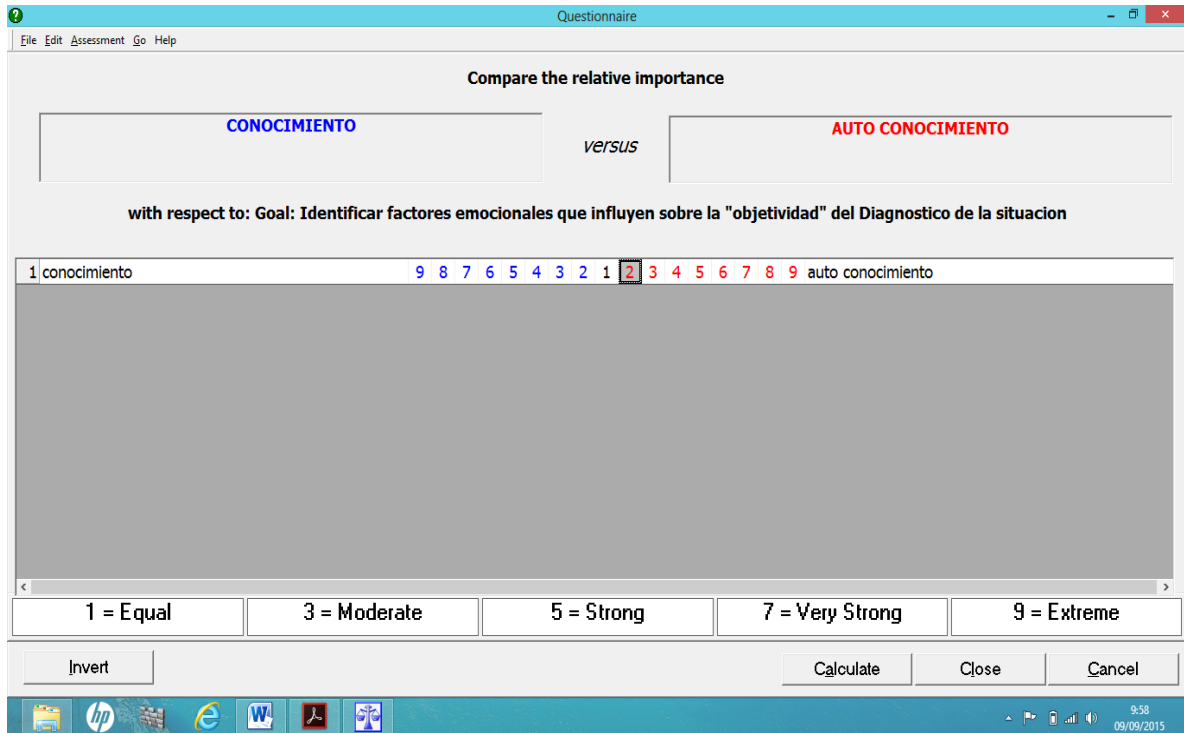 Questionnaire
File Edit Assessment Go Help
Compare the relative importance
CONOCIMIENTO
versus
AUTO CONOCIMIENTO
with respect to: Goal: Identificar factores emocionales que influyen sobre la "objetividad" del Diagnostico de la situacion
1 conocimiento 9 8 7 6 5 4 3 2 1 2 3 4 5 6 7 8 9 auto conocimiento
1 = Equal 3 = Moderate 5 = Strong 7 = Very Strong 9 = Extreme
Invert Calculate Close Cancel
hp W 9:58
09/09/2015